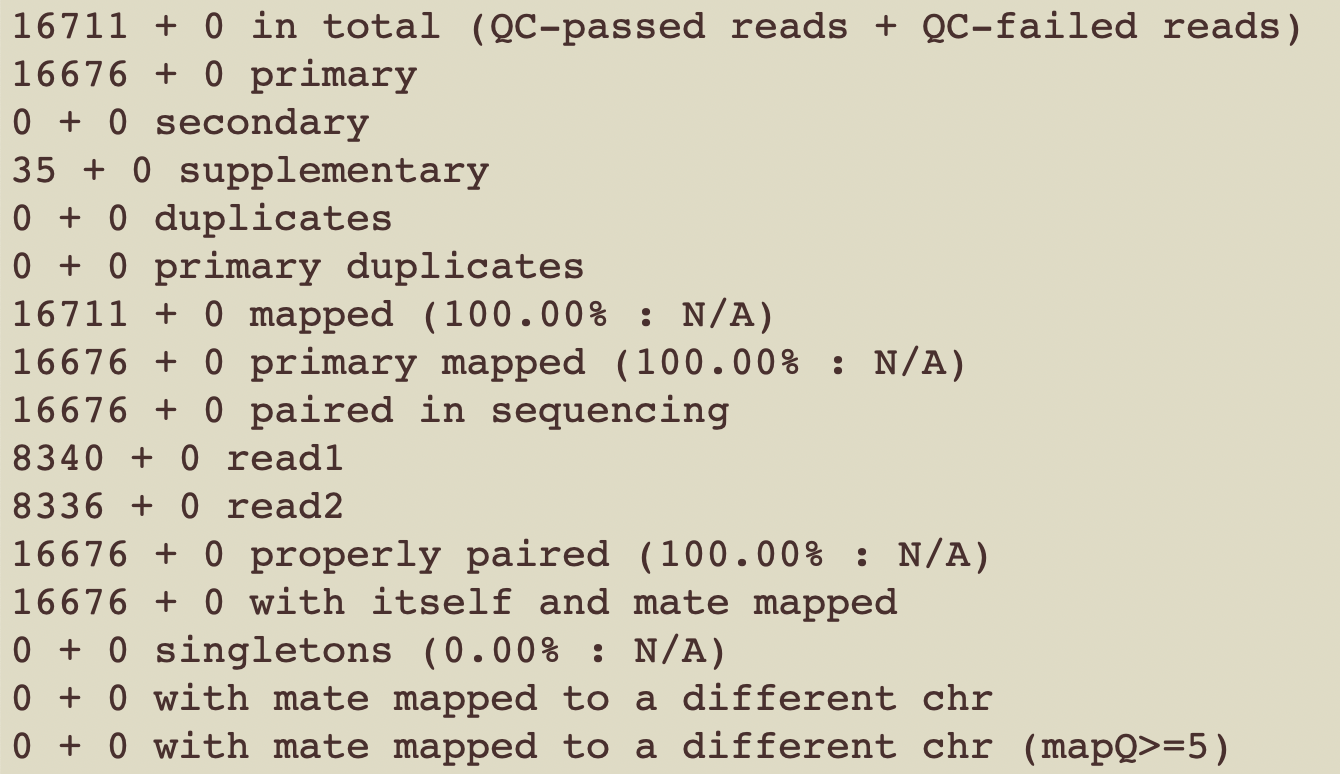 16711 + 0 in total (QC-passed reads + QC-failed reads)
16676 + 0 primary
0 + 0 secondary
35 + 0 supplementary
0 + 0 duplicates
0 + 0 primary duplicates
16711 + 0 mapped (100.00% : N/A)
16676 + 0 primary mapped (100.00% : N/A)
16676 + 0 paired in sequencing
8340 + 0 read1
8336 + 0 read2
16676 + 0 properly paired (100.00% : N/A)
16676 + 0 with itself and mate mapped
0 + 0 singletons (0.00% : N/A)
0 + 0 with mate mapped to a different chr
0 + 0 with mate mapped to a different chr (mapQ>=5)